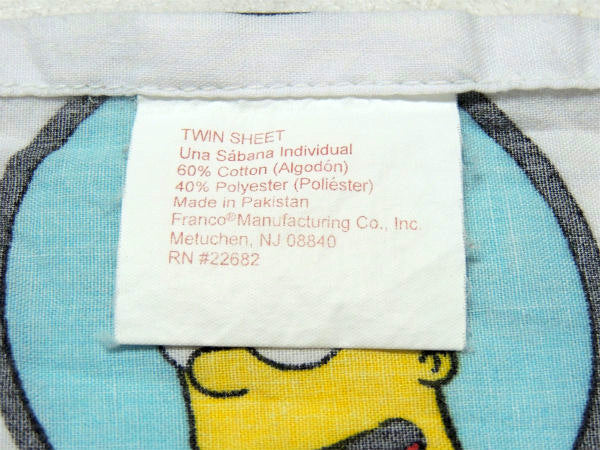 TWIN SHEET
Una Sábana Individual
60% Cotton (Algodón)
40% Polyester (Poliéster)
Made in Pakistan
Franco®Manufacturing Co., Inc.
Metuchen, NJ 08840
RN #22682